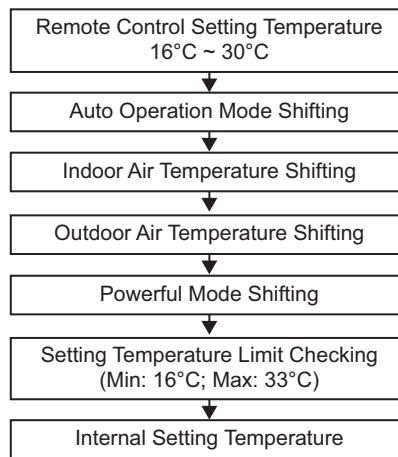 Remote Control Setting Temperature
16°C ~ 30°C
Auto Operation Mode Shifting
Indoor Air Temperature Shifting
Outdoor Air Temperature Shifting
Powerful Mode Shifting
Setting Temperature Limit Checking
(Min: 16°C; Max: 33°C)
Internal Setting Temperature